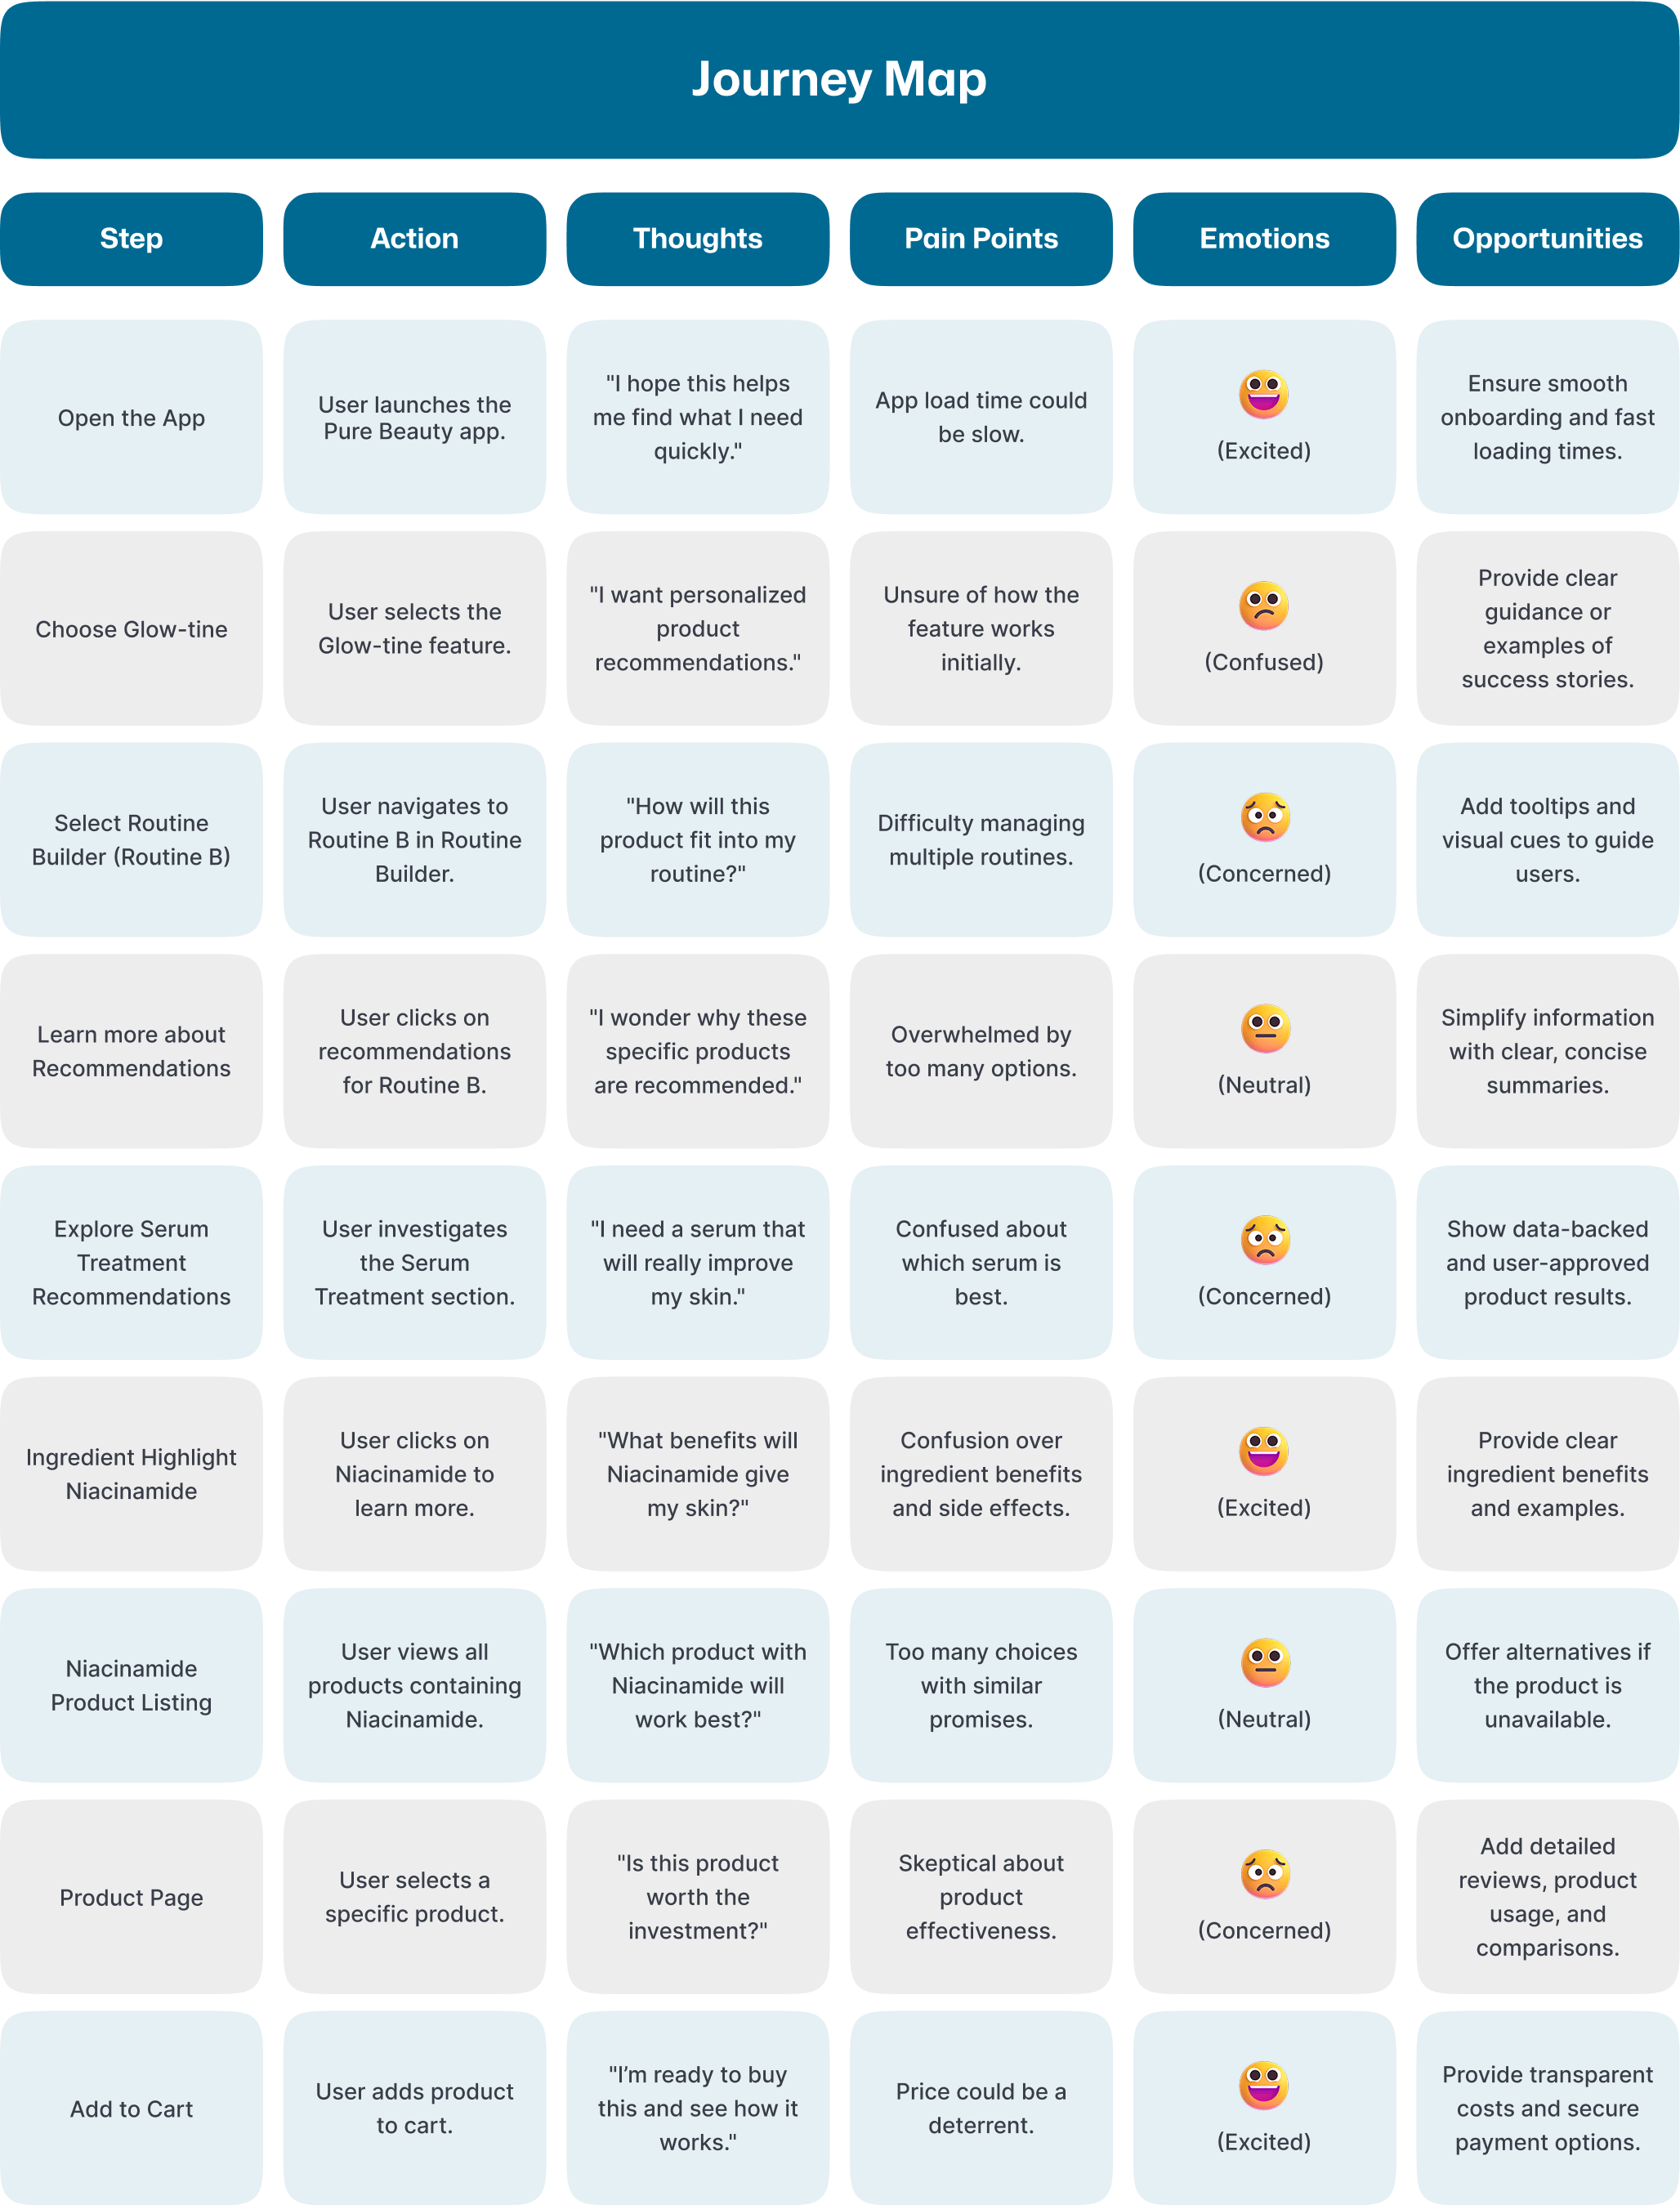 Journey Map
Step
Action
Thoughts
Pain Points
Emotions
Opportunities
Open the App
User launches the
Pure Beauty app.
"I hope this helps
me find what I need
quickly."
App load time could
be slow.
(Excited)
Ensure smooth
onboarding and fast
loading times.
Choose Glow-tine
User selects the
Glow-tine feature.
"I want personalized
product
recommendations."
Unsure of how the
feature works
initially.
(Confused)
Provide clear
guidance or
examples of
success stories.
Select Routine
Builder (Routine B)
User navigates to
Routine B in Routine
Builder.
"How will this
product fit into my
routine?"
Difficulty managing
multiple routines.
(Concerned)
Add tooltips and
visual cues to guide
users.
Learn more about
Recommendations
User clicks on
recommendations
for Routine B.
"I wonder why these
specific products
are recommended."
Overwhelmed by
too many options.
(Neutral)
Simplify information
with clear, concise
summaries.
Explore Serum
Treatment
Recommendations
User investigates
the Serum
Treatment section.
"I need a serum that
will really improve
my skin."
Confused about
which serum is
best.
(Concerned)
Show data-backed
and user-approved
product results.
Ingredient Highlight
Niacinamide
User clicks on
Niacinamide to
learn more.
"What benefits will
Niacinamide give
my skin?"
Confusion over
ingredient benefits
and side effects.
(Excited)
Provide clear
ingredient benefits
and examples.
Niacinamide
Product Listing
User views all
products containing
Niacinamide.
"Which product with
Niacinamide will
work best?"
Too many choices
with similar
promises.
(Neutral)
Offer alternatives if
the product is
unavailable.
Product Page
User selects a
specific product.
"Is this product
worth the
investment?"
Skeptical about
product
effectiveness.
(Concerned)
Add detailed
reviews, product
usage, and
comparisons.
Add to Cart
User adds product
to cart.
"I’m ready to buy
this and see how it
works."
Price could be a
deterrent.
(Excited)
Provide transparent
costs and secure
payment options.